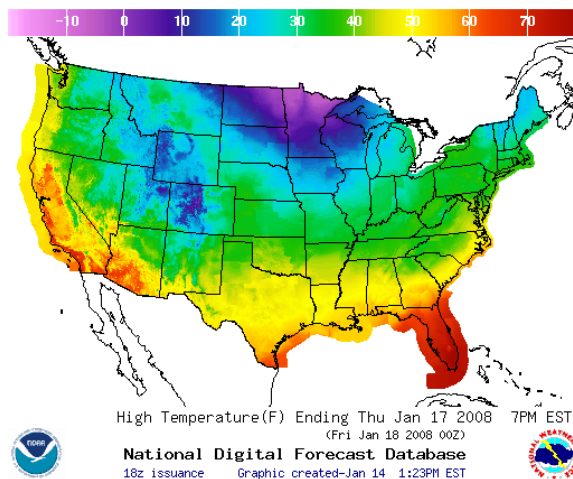 -10 0 10 20 30 40 50 60 70
High Temperature(F) Ending Thu Jan 17 2008 7PM EST
(Fri Jan 18 2008 00Z)
National Digital Forecast Database
18z issuance Graphic created-Jan 14 1:23PM EST
NOAA